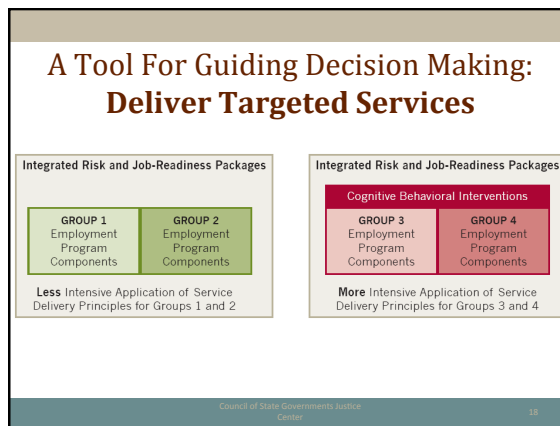 A Tool For Guiding Decision Making:
Deliver Targeted Services
Integrated Risk and Job-Readiness Packages
GROUP 1
Employment
Program
Components
GROUP 2
Employment
Program
Components
Less Intensive Application of Service
Delivery Principles for Groups 1 and 2
Integrated Risk and Job-Readiness Packages
Cognitive Behavioral Interventions
GROUP 3
Employment
Program
Components
GROUP 4
Employment
Program
Components
More Intensive Application of Service
Delivery Principles for Groups 3 and 4
Council of State Governments Justice
Center
18